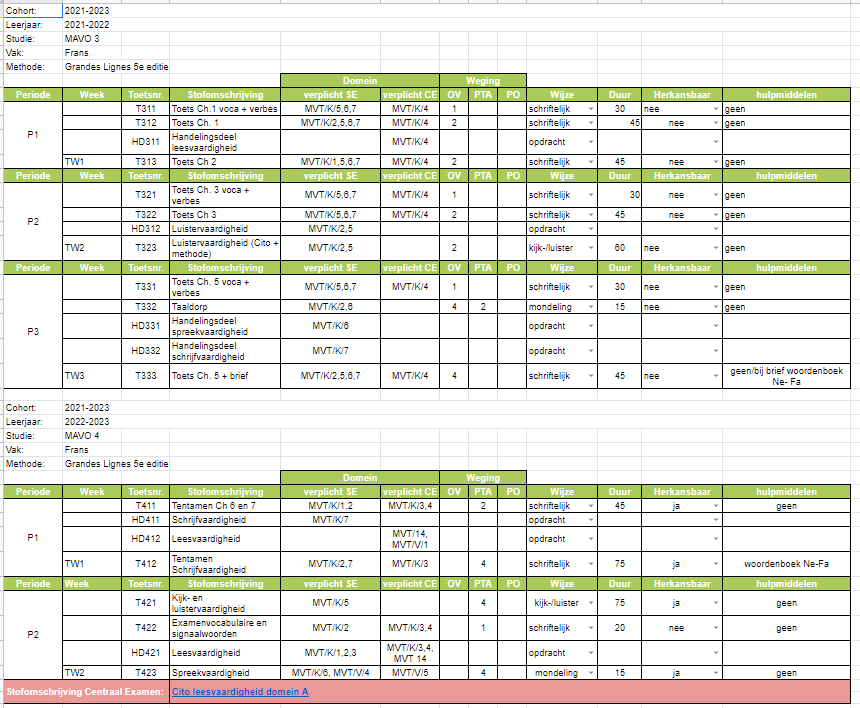 Cohort: 2021-2023
Leerjaar: 2021-2022
Studie: MAVO 3
Vak: Frans
Methode: Grandes Lignes 5e editie
Domein Weging
Periode Week Toetsnr. Stofomschrijving verplicht SE verplicht CE OV PTA PO Wijze Duur Herkansbaar hulpmiddelen
P1
T311 Toets Ch.1 voca + verbes MVT/K/5,6,7 MVT/K/4 1 schriftelijk 30 nee geen
T312 Toets Ch. 1 MVT/K/2,5,6,7 MVT/K/4 2 schriftelijk 45 nee geen
HD311 Handelingsdeel
leesvaardigheid MVT/K/4 opdracht
TW1 T313 Toets Ch 2 MVT/K/1,5,6,7 MVT/K/4 2 schriftelijk 45 nee geen
Periode Week Toetsnr. Stofomschrijving verplicht SE verplicht CE OV PTA PO Wijze Duur Herkansbaar hulpmiddelen
P2
T321 Toets Ch. 3 voca +
verbes MVT/K/5,6,7 MVT/K/4 1 schriftelijk 30 nee geen
T322 Toets Ch 3 MVT/K/5,6,7 MVT/K/4 2 schriftelijk 45 nee geen
HD312 Luistervaardigheid MVT/K/2,5 opdracht
TW2 T323 Luistervaardigheid (Cito +
methode) MVT/K/2,5 2 kijk-/luister 60 nee geen
Periode Week Toetsnr. Stofomschrijving verplicht SE verplicht CE OV PTA PO Wijze Duur Herkansbaar hulpmiddelen
P3
T331 Toets Ch. 5 voca +
verbes MVT/K/5,6,7 MVT/K/4 1 schriftelijk 30 nee geen
T332 Taaldorp MVT/K/2,6 4 2 mondeling 15 nee geen
HD331 Handelingsdeel
spreekvaardigheid MVT/K/6 opdracht
HD332 Handelingsdeel
schrijfvaardigheid MVT/K/7 opdracht
TW3 T333 Toets Ch. 5 + brief MVT/K/2,5,6,7 MVT/K/4 4 schriftelijk 45 nee geen/bij brief woordenboek
Ne- Fa
Cohort: 2021-2023
Leerjaar: 2022-2023
Studie: MAVO 4
Vak: Frans
Methode: Grandes Lignes 5e editie
Domein Weging
Periode Week Toetsnr. Stofomschrijving verplicht SE verplicht CE OV PTA PO Wijze Duur Herkansbaar hulpmiddelen
P1
T411 Tentamen Ch 6 en 7 MVT/K/1,2 MVT/K/3,4 2 schriftelijk 45 ja geen
HD411 Schrijfvaardigheid MVT/K/7 opdracht
HD412 Leesvaardigheid MVT/14,
MVT/V/1 opdracht
TW1 T412 Tentamen
Schrijfvaardigheid MVT/K/2,7 MVT/K/3 4 schriftelijk 75 ja woordenboek Ne-Fa
Periode Week Toetsnr. Stofomschrijving verplicht SE verplicht CE OV PTA PO Wijze Duur Herkansbaar hulpmiddelen
P2
T421 Kijk- en
luistervaardigheid MVT/K/5 4 kijk-/luister 75 ja geen
T422 Examenvocabulaire en
signaalwoorden MVT/K/2 MVT/K/3,4 1 schriftelijk 20 nee geen
HD421 Leesvaardigheid MVT/K/1,2,3 MVT/K/3,4,
MVT 14 opdracht
TW2 T423 Spreekvaardigheid MVT/K/6, MVT/V/4 MVT/V/5 4 mondeling 15 ja geen
Stofomschrijving Centraal Examen: Cito leesvaardigheid domein A